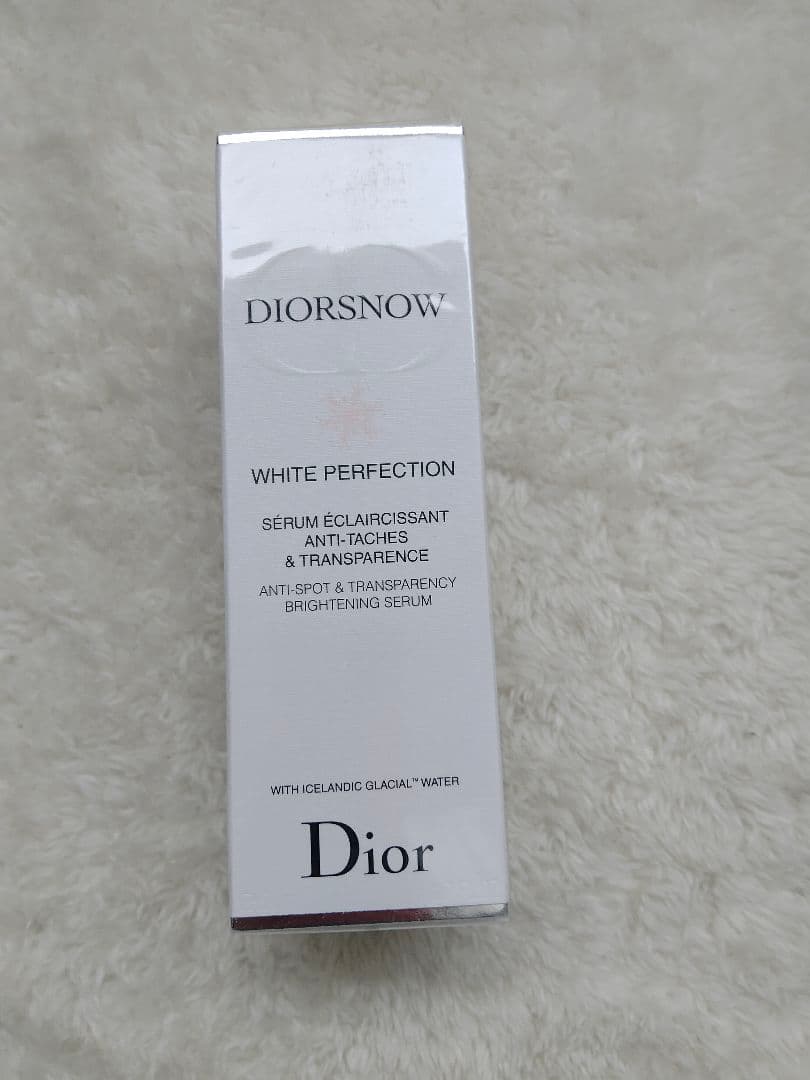 DIORSNOW
WHITE PERFECTION
SÉRUM ÉCLAIRCISSANT
ANTI-TACHES
& TRANSPARENCE
ANTI-SPOT & TRANSPARENCY
BRIGHTENING SERUM
WITH ICELANDIC GLACIAL™ WATER
Dior